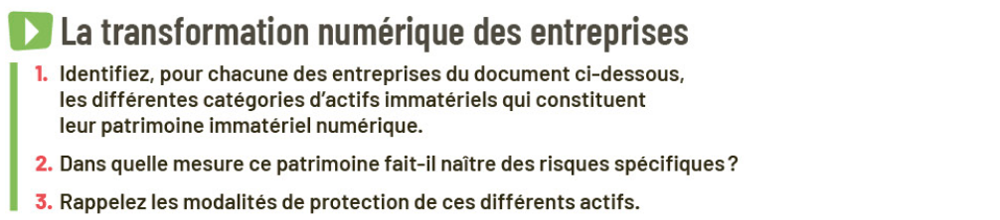 La transformation numérique des entreprises
1. Identifiez, pour chacune des entreprises du document ci-dessous,
les différentes catégories d'actifs immatériels qui constituent
leur patrimoine immatériel numérique.
2. Dans quelle mesure ce patrimoine fait-il naître des risques spécifiques ?
3. Rappelez les modalités de protection de ces différents actifs.